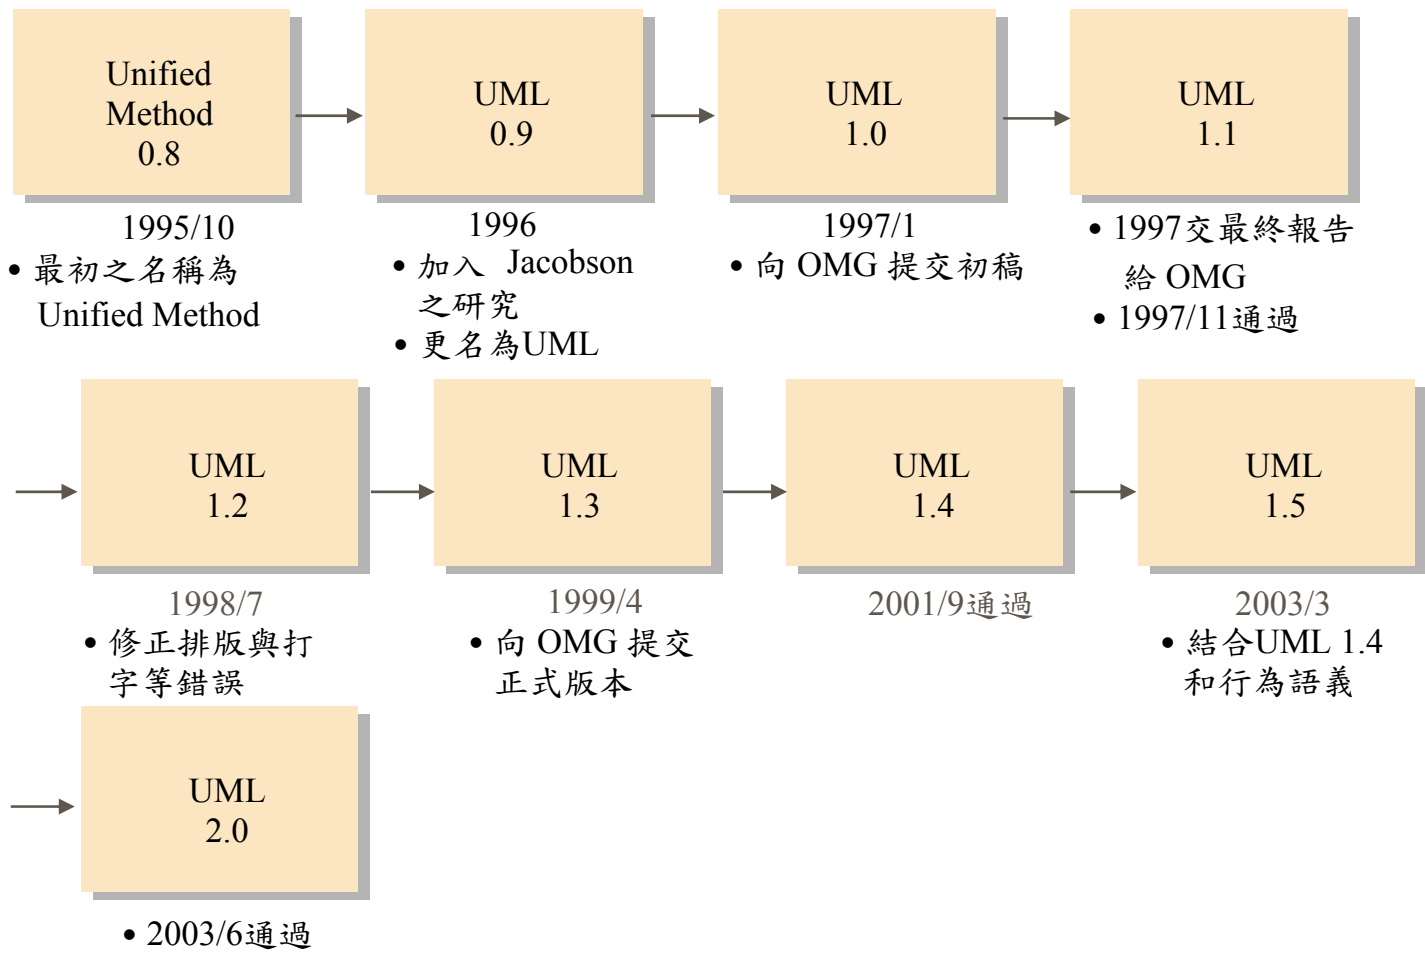 Unified
Method
0.8
UML
0.9
UML
1.0
UML
1.1
1995/10
• 最初之名稱為
Unified Method
1996
• 加入 Jacobson
之研究
• 更名為UML
1997/1
• 向 OMG 提交初稿
• 1997交最終報告
給 OMG
• 1997/11通過
UML
1.2
UML
1.3
UML
1.4
UML
1.5
1998/7
• 修正排版與打
字等錯誤
1999/4
• 向 OMG 提交
正式版本
2001/9通過
2003/3
• 結合UML 1.4
和行為語義
UML
2.0
• 2003/6通過